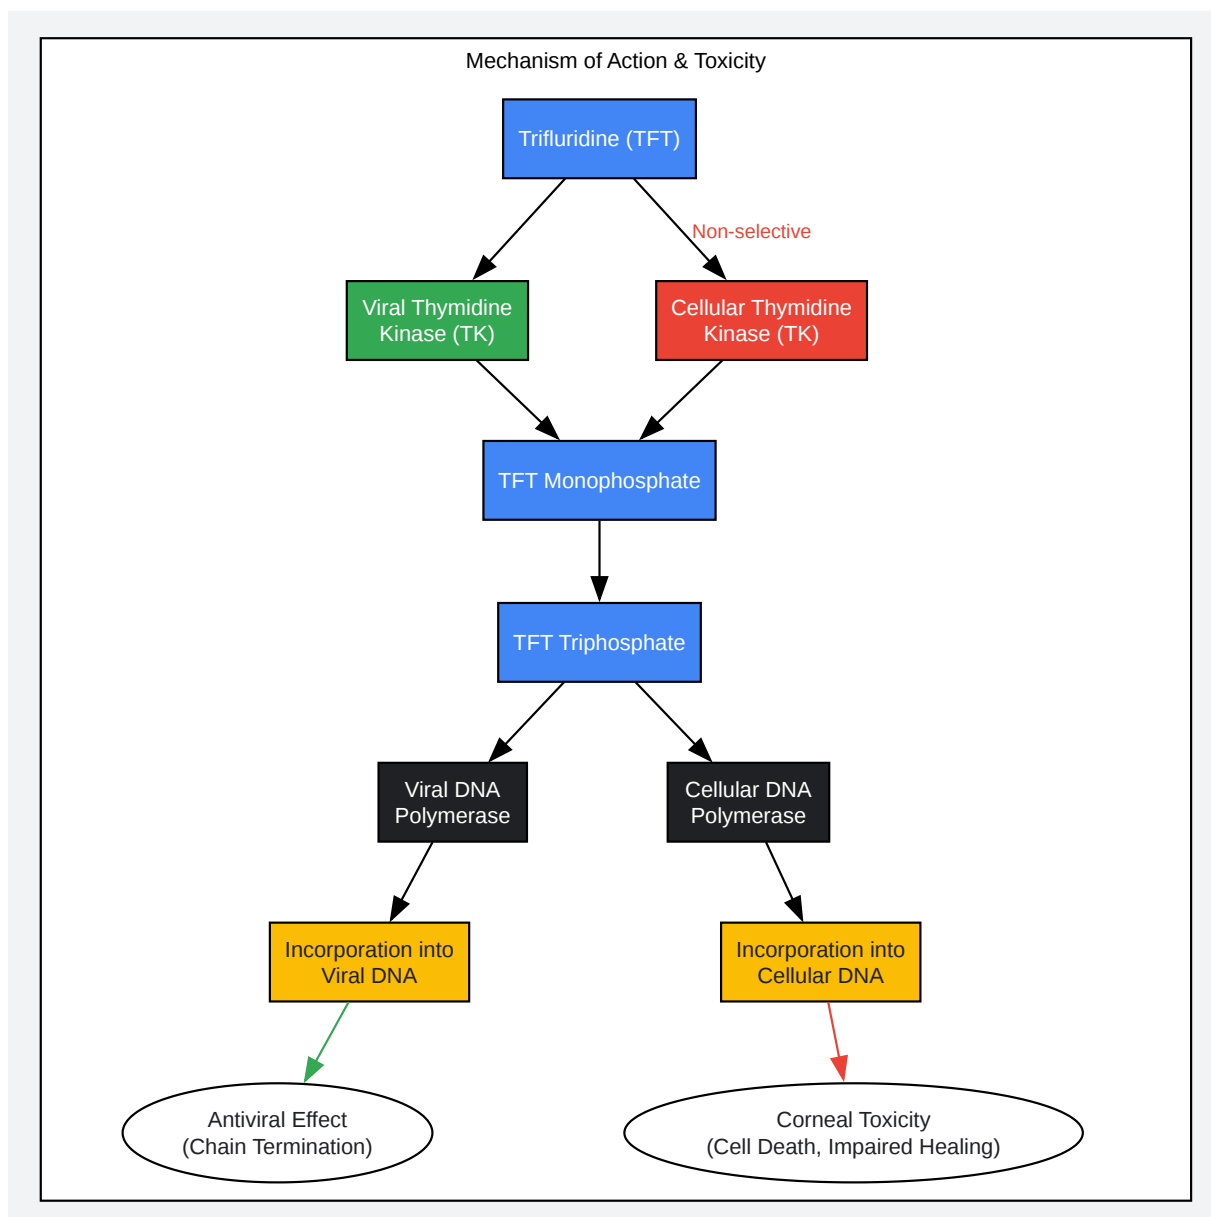 Mechanism of Action & Toxicity
Trifluridine (TFT)
Non-selective
Viral Thymidine
Kinase (TK)
Cellular Thymidine
Kinase (TK)
TFT Monophosphate
TFT Triphosphate
Viral DNA
Polymerase
Cellular DNA
Polymerase
Incorporation into
Viral DNA
Incorporation into
Cellular DNA
Antiviral Effect
(Chain Termination)
Corneal Toxicity
(Cell Death, Impaired Healing)